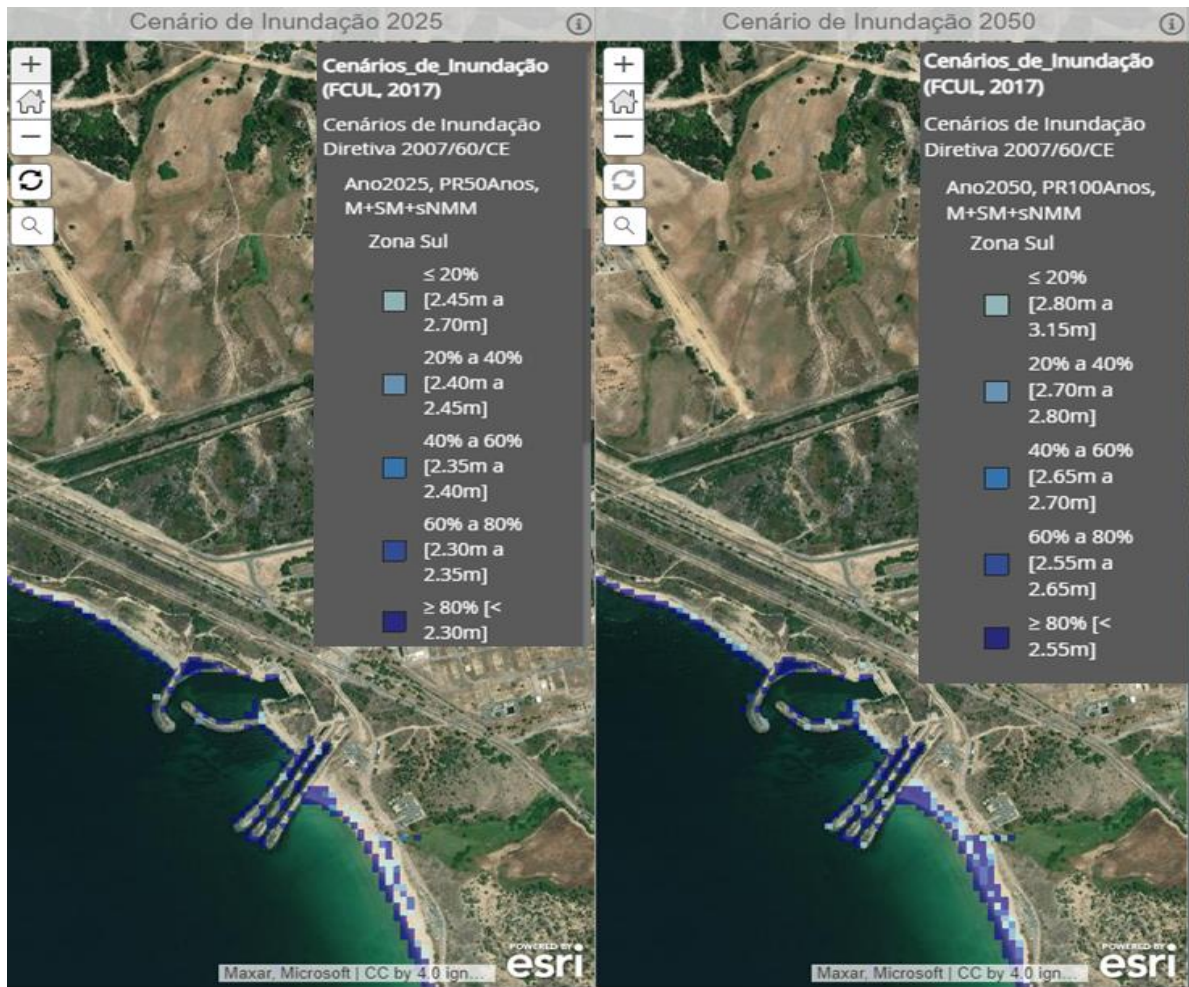 Cenário de Inundação 2025
Cenários_de_Inundação
(FCUL, 2017)
Cenários de Inundação
Diretiva 2007/60/CE
Ano2025, PR50Anos,
M+SM+sNMM
Zona Sul
≤ 20%
[2.45m a
2.70m]
20% a 40%
[2.40m a
2.45m]
40% a 60%
[2.35m a
2.40m]
60% a 80%
[2.30m a
2.35m]
≥ 80% [<
2.30m]
Maxar, Microsoft | CC by 4.0 ign...
POWERED BY
esri
Cenário de Inundação 2050
Cenários_de_Inundação
(FCUL, 2017)
Cenários de Inundação
Diretiva 2007/60/CE
Ano2050, PR100Anos,
M+SM+sNMM
Zona Sul
≤ 20%
[2.80m a
3.15m]
20% a 40%
[2.70m a
2.80m]
40% a 60%
[2.65m a
2.70m]
60% a 80%
[2.55m a
2.65m]
≥ 80% [<
2.55m]
Maxar, Microsoft | CC by 4.0 ign...
POWERED BY
esri